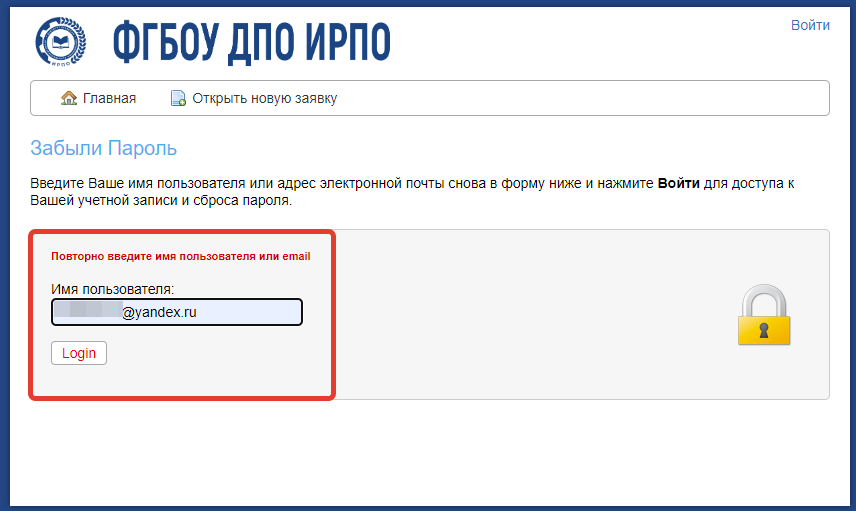 ФГБОУ ДПО ИРПО
ИРПО
Войти
Главная
Открыть новую заявку
Забыли Пароль
Введите Ваше имя пользователя или адрес электронной почты снова в форму ниже и нажмите Войти для доступа к
Вашей учетной записи и сброса пароля.
Повторно введите имя пользователя или email
Имя пользователя:
@yandex.ru
Login